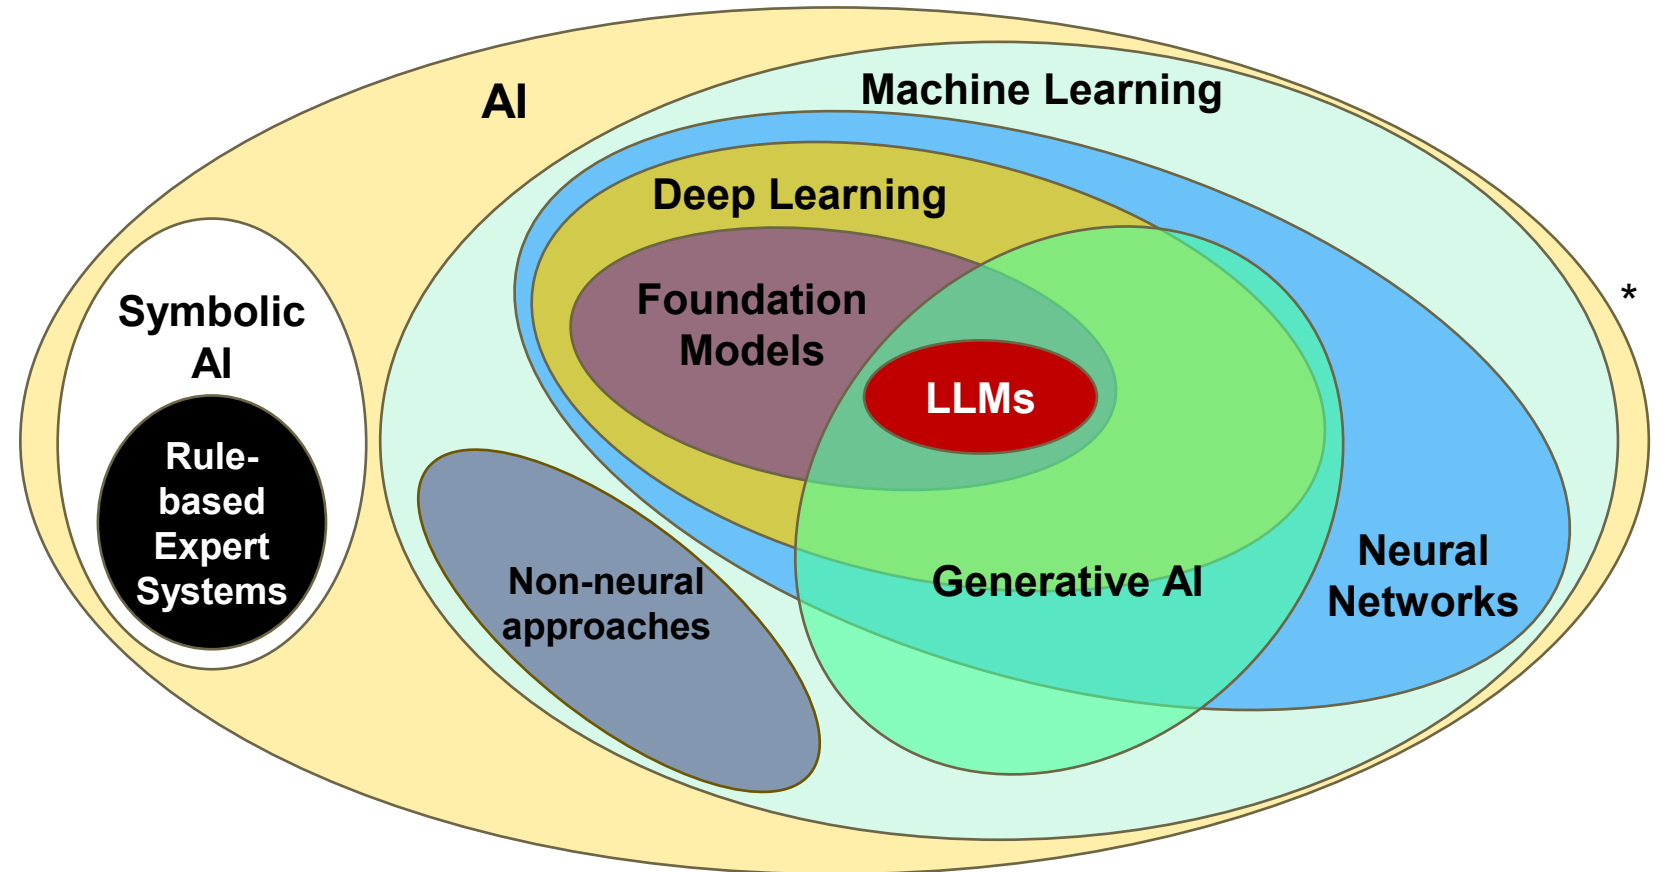 AI
Machine Learning
Deep Learning
Foundation
Models
LLMs
*
Symbolic
AI
Rule-
based
Expert
Systems
Non-neural
approaches
Generative AI
Neural
Networks